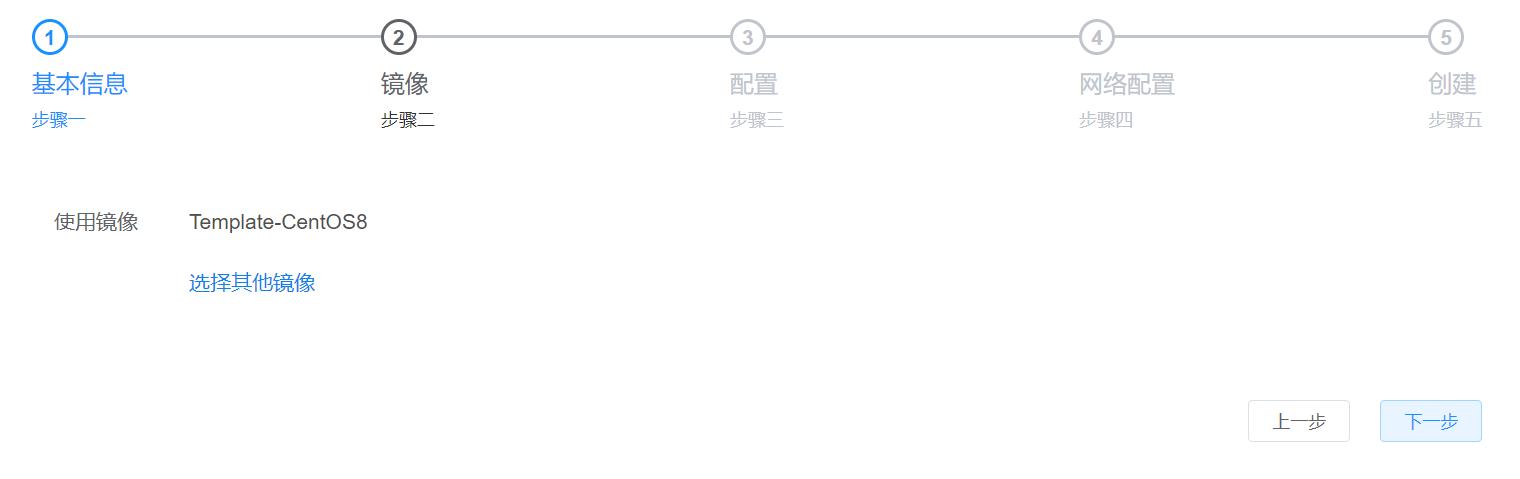 1 2 3 4 5
基本信息 镜像 配置 网络配置 创建
步骤一 步骤二 步骤三 步骤四 步骤五
使用镜像 Template-CentOS8
选择其他镜像
上一步 下一步